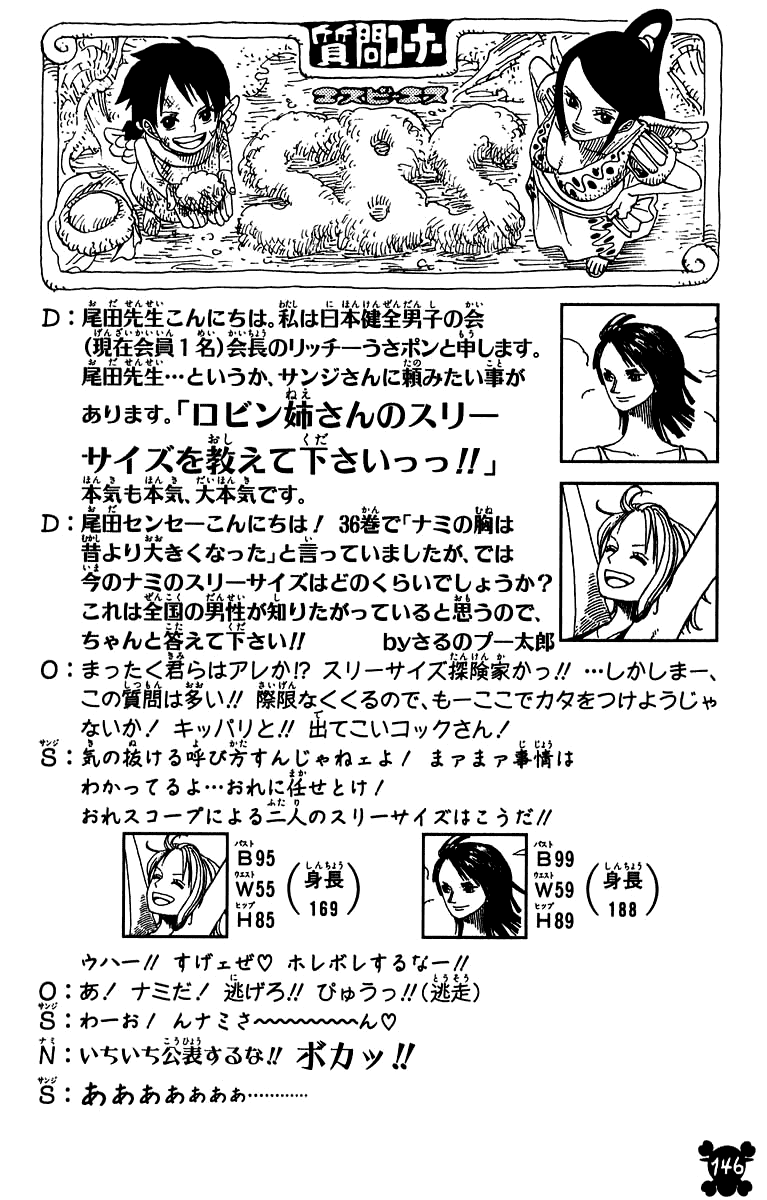 質問コーナー
エスビーエス
SBS
D：尾田先生こんにちは。私は日本健全男子の会
(現在会員1名)会長のリッチーうさポンと申します。
尾田先生…というか、サンジさんに頼みたい事が
あります。「ロビン姉さんのスリー
サイズを教えて下さいっっ!!」
本気も本気、大本気です。
D：尾田センセーこんにちは！ 36巻で「ナミの胸は
昔より大きくなった」と言っていましたが、では
今のナミのスリーサイズはどのくらいでしょうか？
これは全国の男性が知りたがっていると思うので、
ちゃんと答えて下さい!! byさるのプー太郎
O：まったく君らはアレか!? スリーサイズ探険家かっ!! …しかしまー、
この質問は多い!! 際限なくくるので、もーここでカタをつけようじゃ
ないか！ キッパリと!! 出てこいコックさん！
S：気の抜ける呼び方すんじゃねェよ！ まァまァ事情は
わかってるよ…おれに任せとけ！
おれスコープによる二人のスリーサイズはこうだ!!
B95
W55
H85
(身長169)
B99
W59
H89
(身長188)
ウハー!! すげェぜ♡ ホレボレするなー!!
O：あ！ ナミだ！ 逃げろ!! ぴゅうっ!!(逃走)
S：わーお！ んナミさ〜〜〜〜〜〜〜ん♡
N：いちいち公表するな!! ボカッ!!
S：あぁあぁあぁぁぁ…………
146